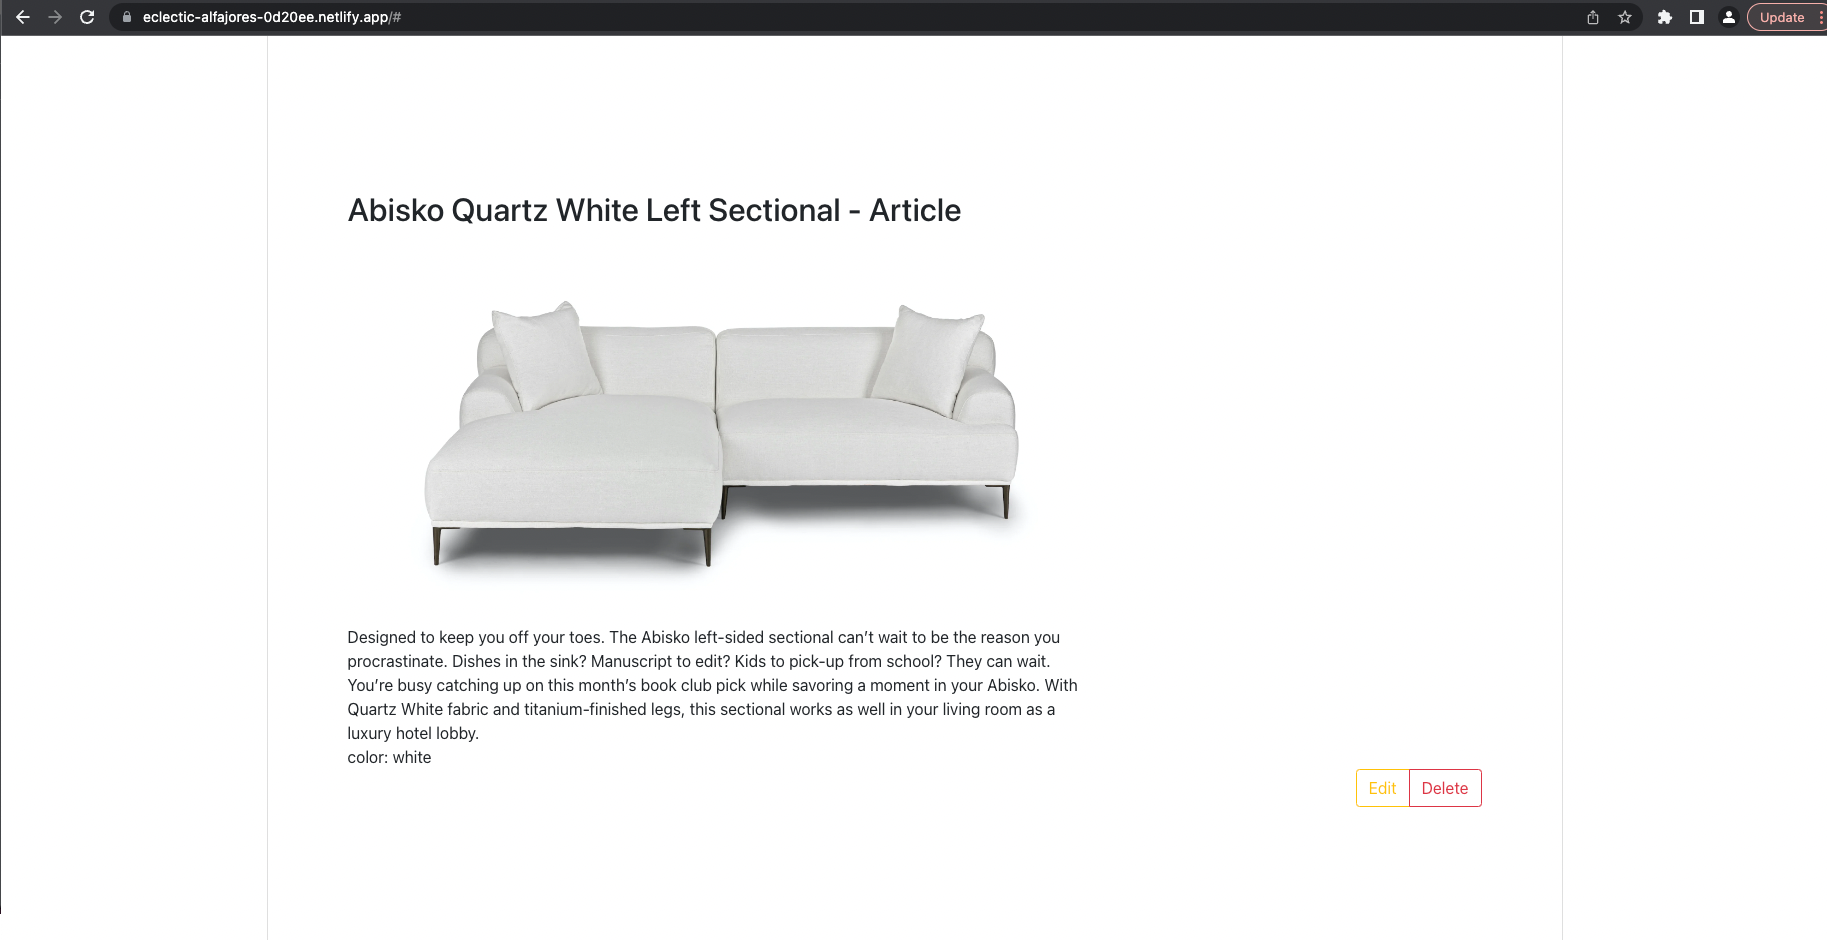 eclectic-alfajores-0d20ee.netlify.app/#
Update
Abisko Quartz White Left Sectional - Article
Designed to keep you off your toes. The Abisko left-sided sectional can’t wait to be the reason you
procrastinate. Dishes in the sink? Manuscript to edit? Kids to pick-up from school? They can wait.
You’re busy catching up on this month’s book club pick while savoring a moment in your Abisko. With
Quartz White fabric and titanium-finished legs, this sectional works as well in your living room as a
luxury hotel lobby.
color: white
Edit
Delete